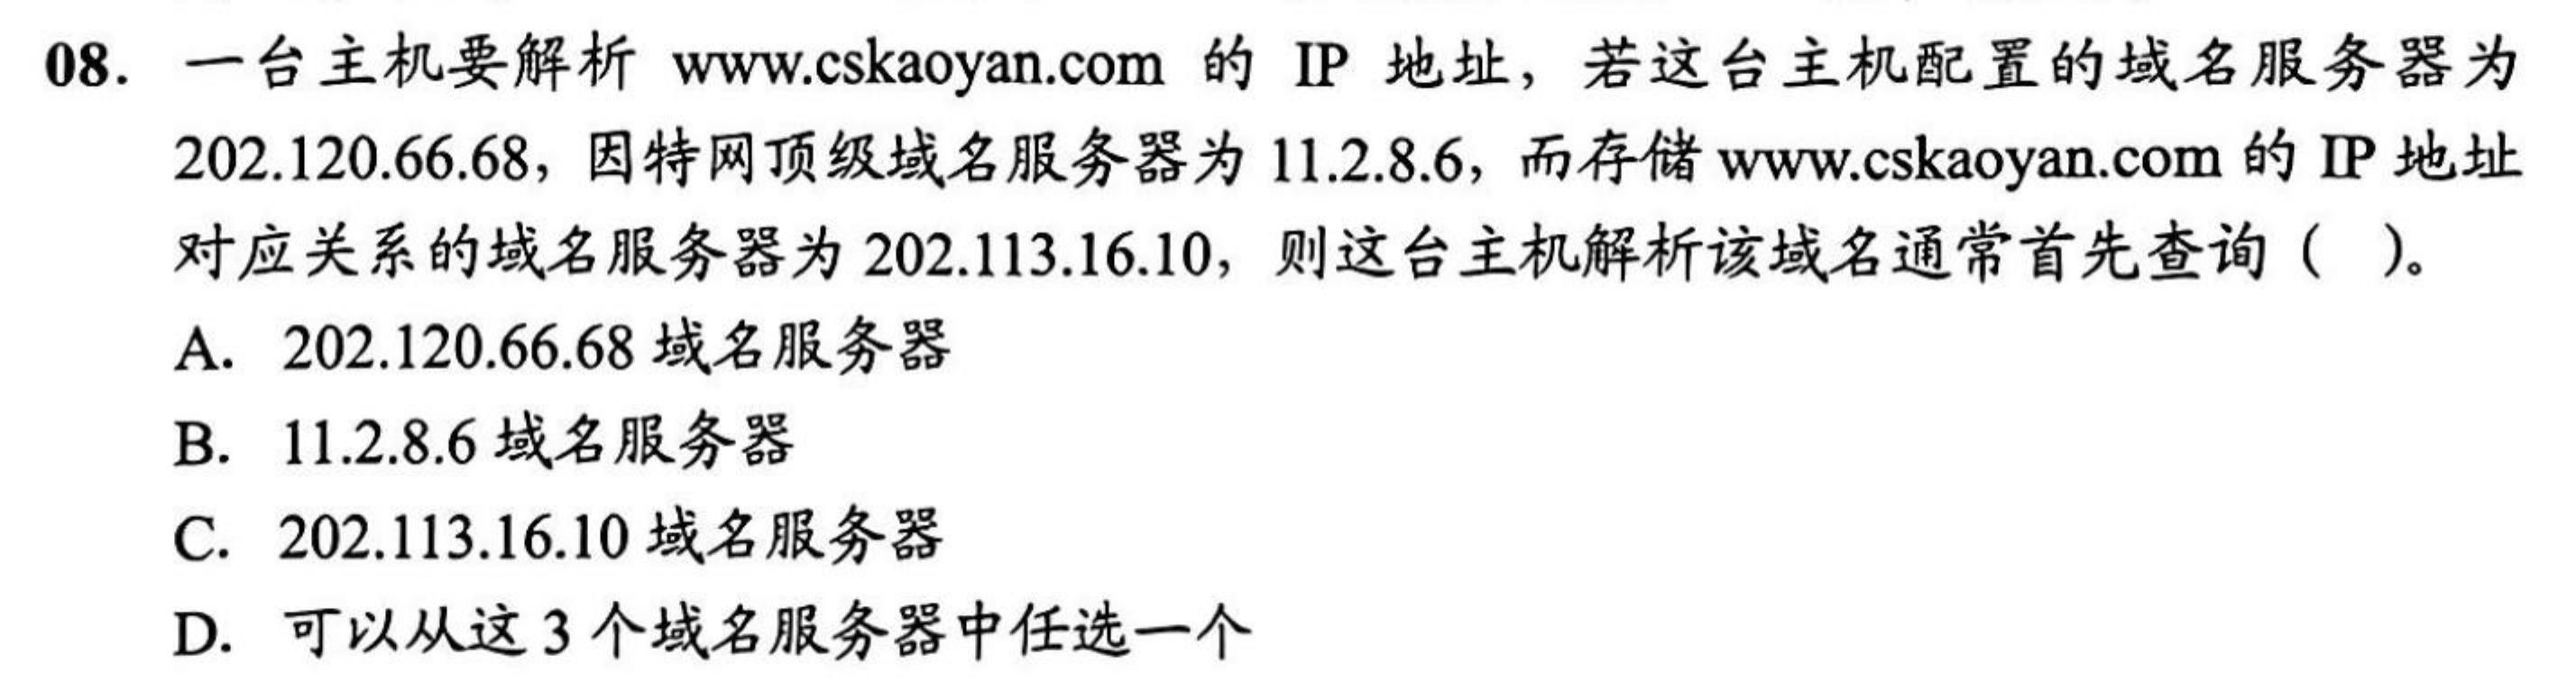 08. 一台主机要解析 www.cskaoyan.com 的 IP 地址，若这台主机配置的域名服务器为
202.120.66.68，因特网顶级域名服务器为 11.2.8.6，而存储 www.cskaoyan.com 的 IP 地址
对应关系的域名服务器为 202.113.16.10，则这台主机解析该域名通常首先查询（ ）。
A. 202.120.66.68 域名服务器
B. 11.2.8.6 域名服务器
C. 202.113.16.10 域名服务器
D. 可以从这 3 个域名服务器中任选一个